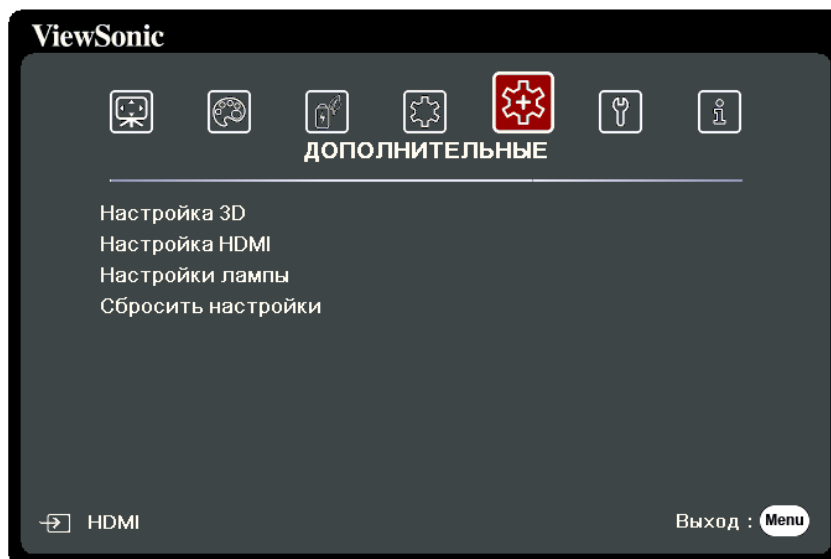 ViewSonic
ДОПОЛНИТЕЛЬНЫЕ
Настройка 3D
Настройка HDMI
Настройки лампы
Сбросить настройки
HDMI
Выход : Menu